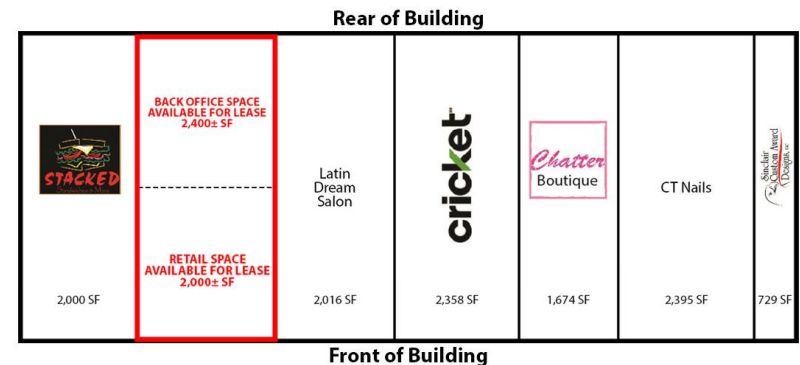 Rear of Building
STACKED
2,000 SF
BACK OFFICE SPACE
AVAILABLE FOR LEASE
2,400± SF
RETAIL SPACE
AVAILABLE FOR LEASE
2,000± SF
Latin
Dream
Salon
2,016 SF
cricket
2,358 SF
Chatter
Boutique
1,674 SF
CT Nails
2,395 SF
Sinclair
Custom Award
Designs, LLC
729 SF
Front of Building